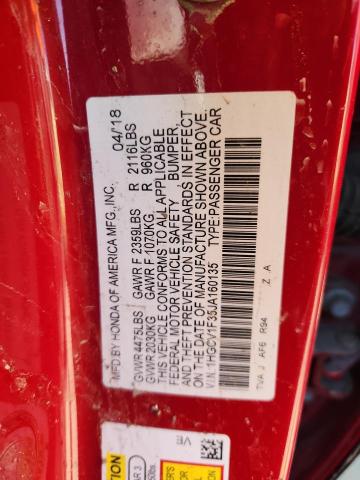 MFD.BY HONDA OF AMERICA MFG.,INC. 04/18
GVWR 4475LBS GAWR F 2359LBS R 2116LBS
GVWR 2030KG GAWR F 1070KG R 960KG
THIS VEHICLE CONFORMS TO ALL APPLICABLE
FEDERAL MOTOR VEHICLE SAFETY, BUMPER,
AND THEFT PREVENTION STANDARDS IN EFFECT
ON THE DATE OF MANUFACTURE SHOWN ABOVE.
V.I.N:1HGCV1F35JA160135 TYPE:PASSENGER CAR
TVA J AF6 R94 Z A